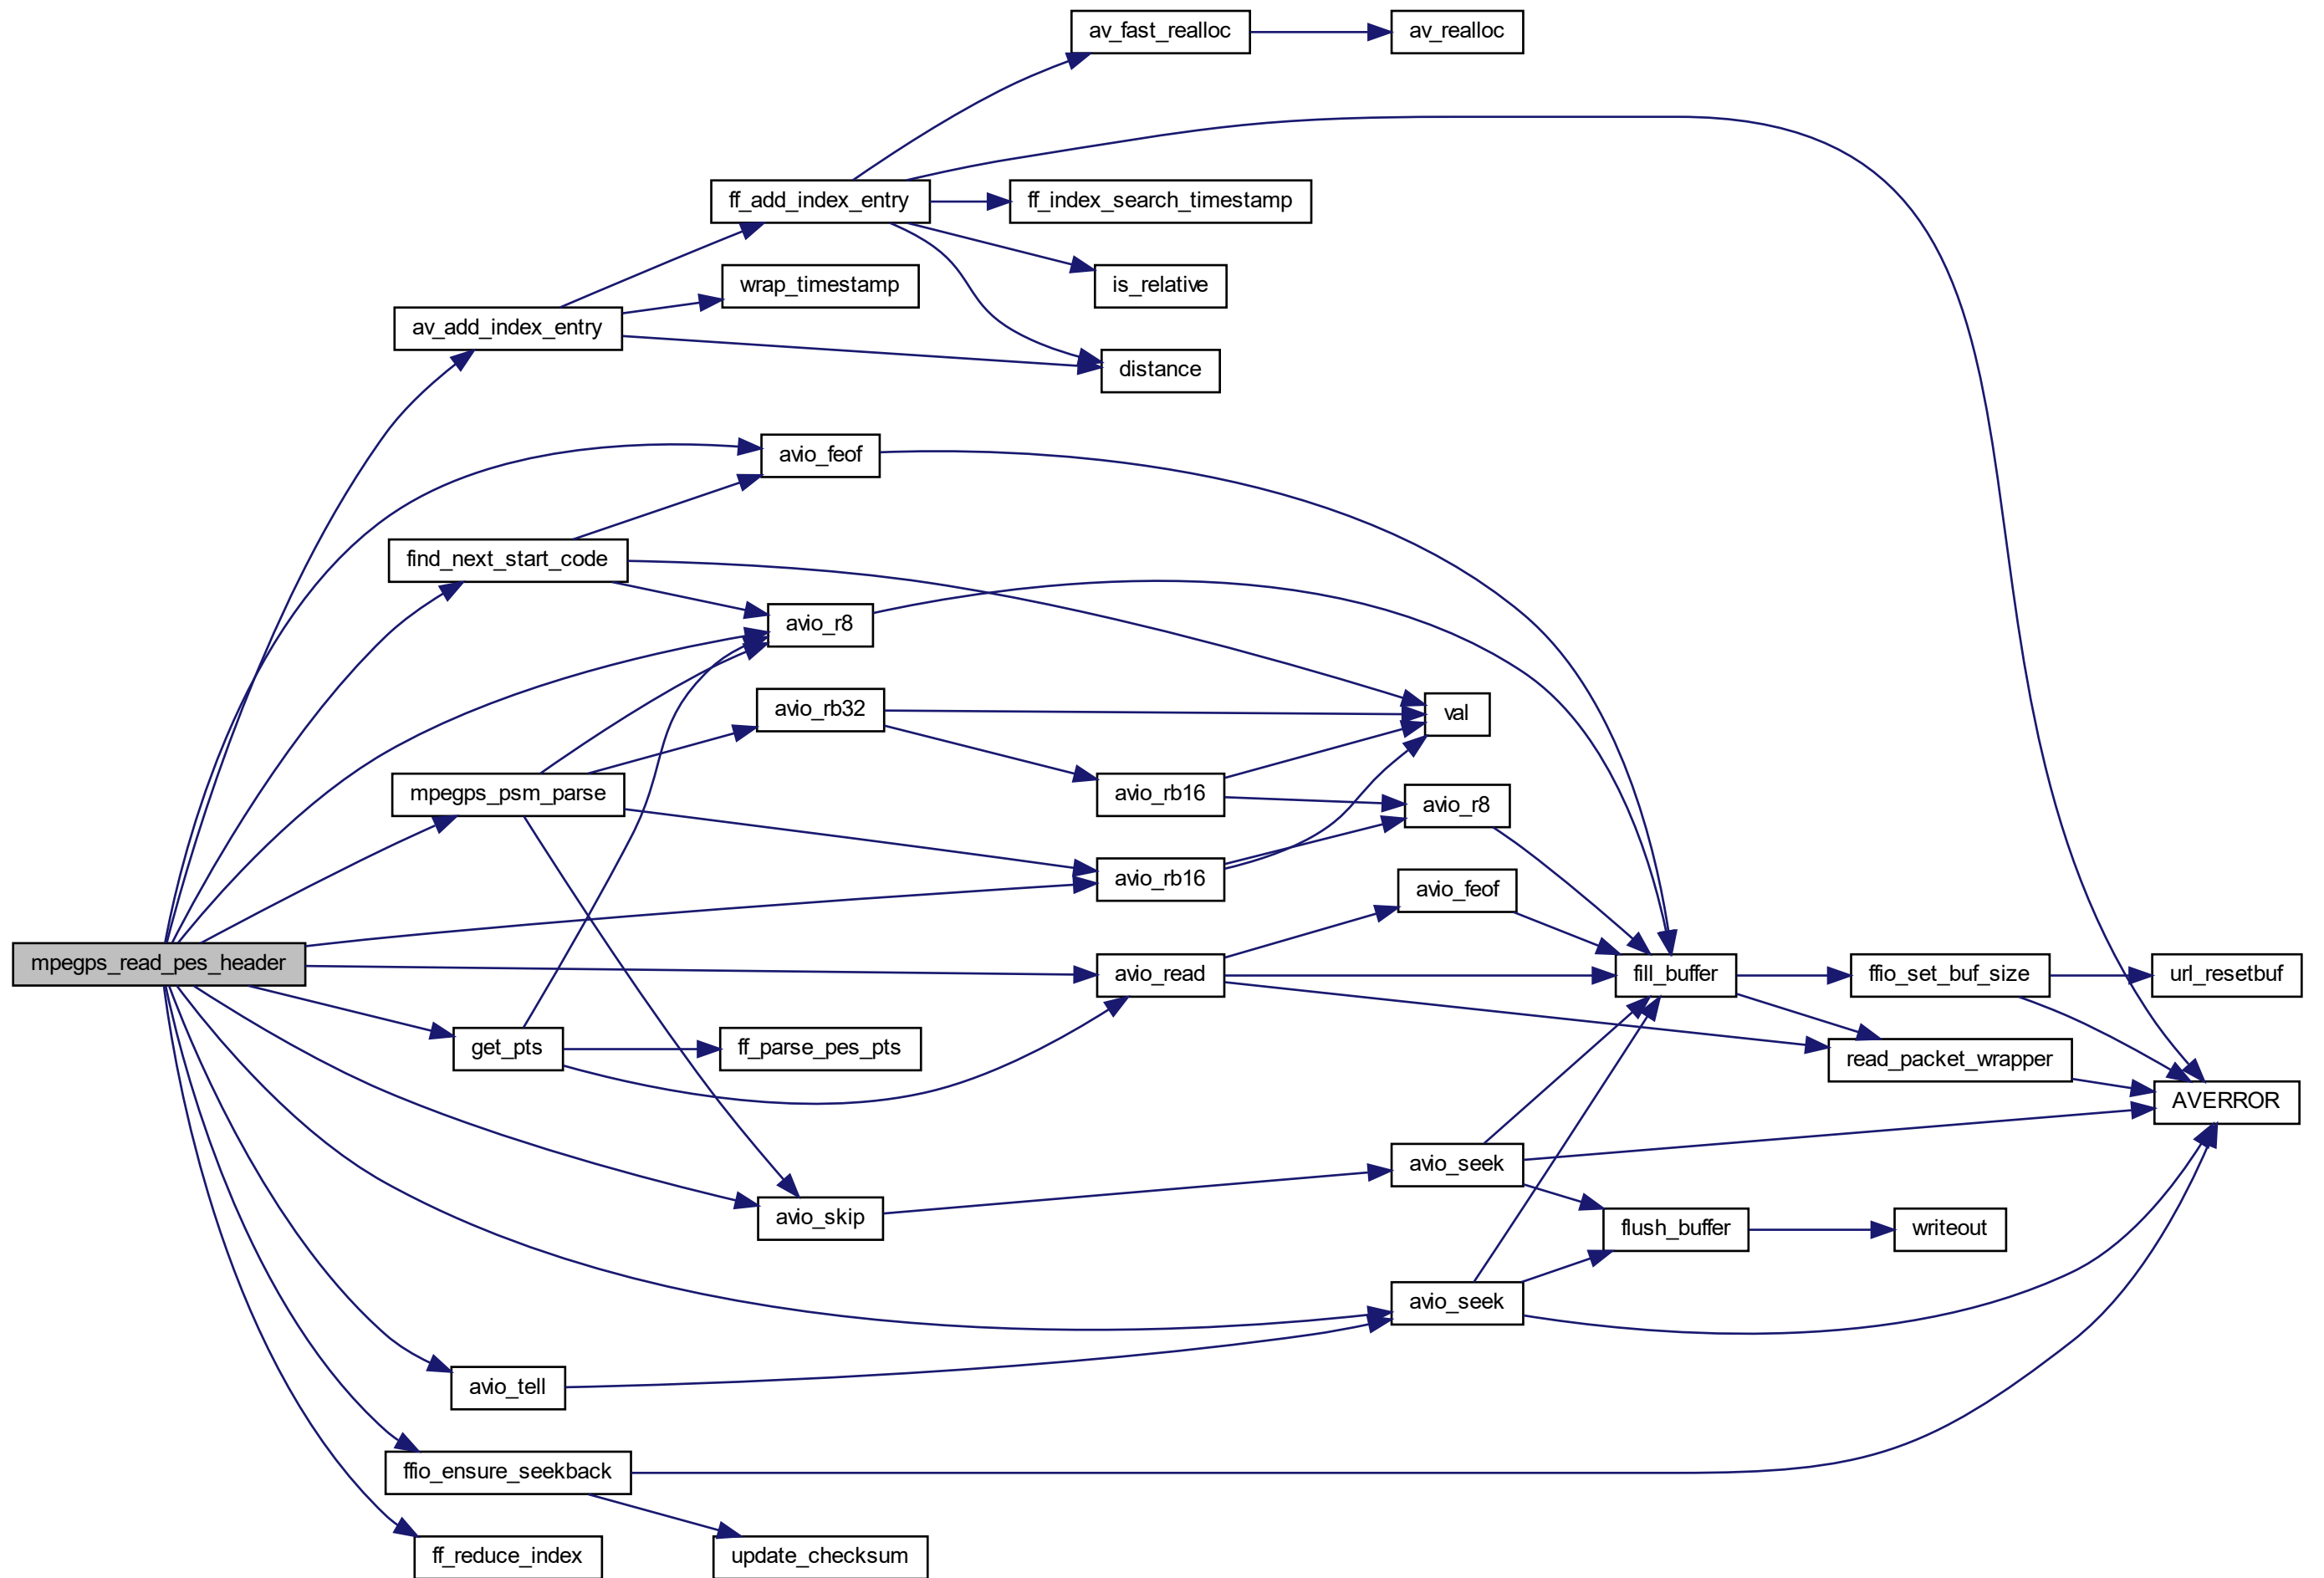 av_fast_realloc
av_realloc
ff_add_index_entry
ff_index_search_timestamp
wrap_timestamp
is_relative
av_add_index_entry
distance
avio_feof
find_next_start_code
avio_r8
avio_rb32
val
mpegps_psm_parse
avio_rb16
avio_r8
avio_rb16
avio_feof
mpegps_read_pes_header
avio_read
fill_buffer
ffio_set_buf_size
url_resetbuf
get_pts
ff_parse_pes_pts
read_packet_wrapper
AVERROR
avio_seek
avio_skip
flush_buffer
writeout
avio_seek
avio_tell
ffio_ensure_seekback
ff_reduce_index
update_checksum